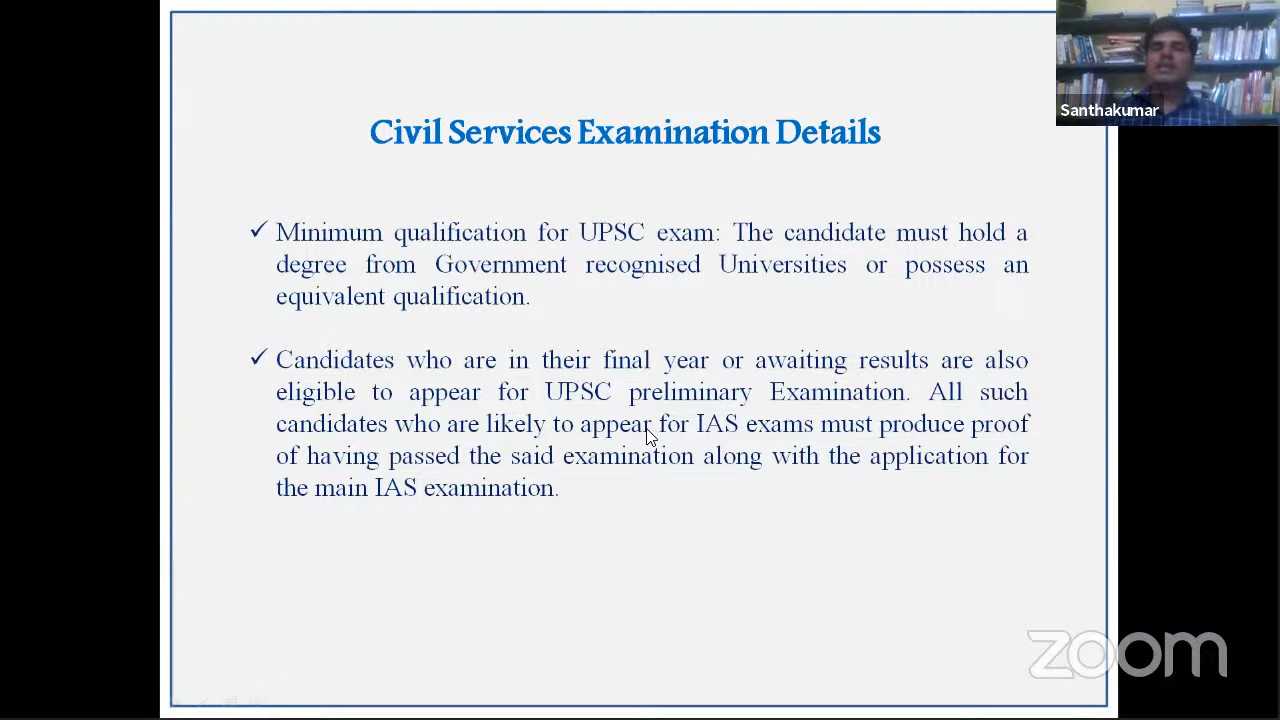 Santhakumar
Civil Services Examination Details
✓ Minimum qualification for UPSC exam: The candidate must hold a
degree from Government recognised Universities or possess an
equivalent qualification.
✓ Candidates who are in their final year or awaiting results are also
eligible to appear for UPSC preliminary Examination. All such
candidates who are likely to appear for IAS exams must produce proof
of having passed the said examination along with the application for
the main IAS examination.
zoom